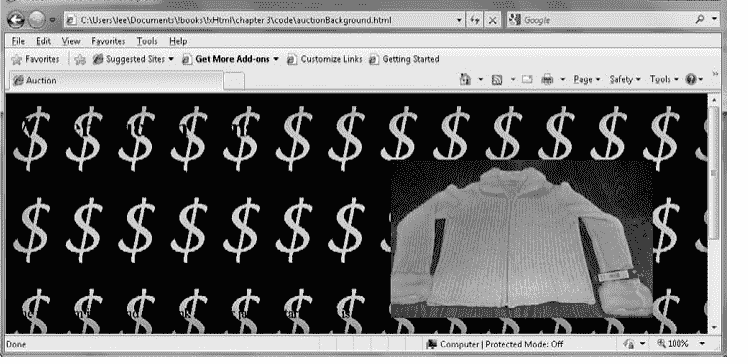 C:\Users\lee\Documents\!books\txHtml\chapter 3\code\auctionBackground.html
Google
File Edit View Favorites Tools Help
Favorites Suggested Sites Get More Add-ons Customize Links Getting Started
Auction
Page Safety Tools
$ $ $ $ $ $ $ $ $ $ $ $ $
$ $ $ $ $ $ $ $ $
$ $ $ $ $ $ $ $ $
Done
Computer | Protected Mode: Off
100%